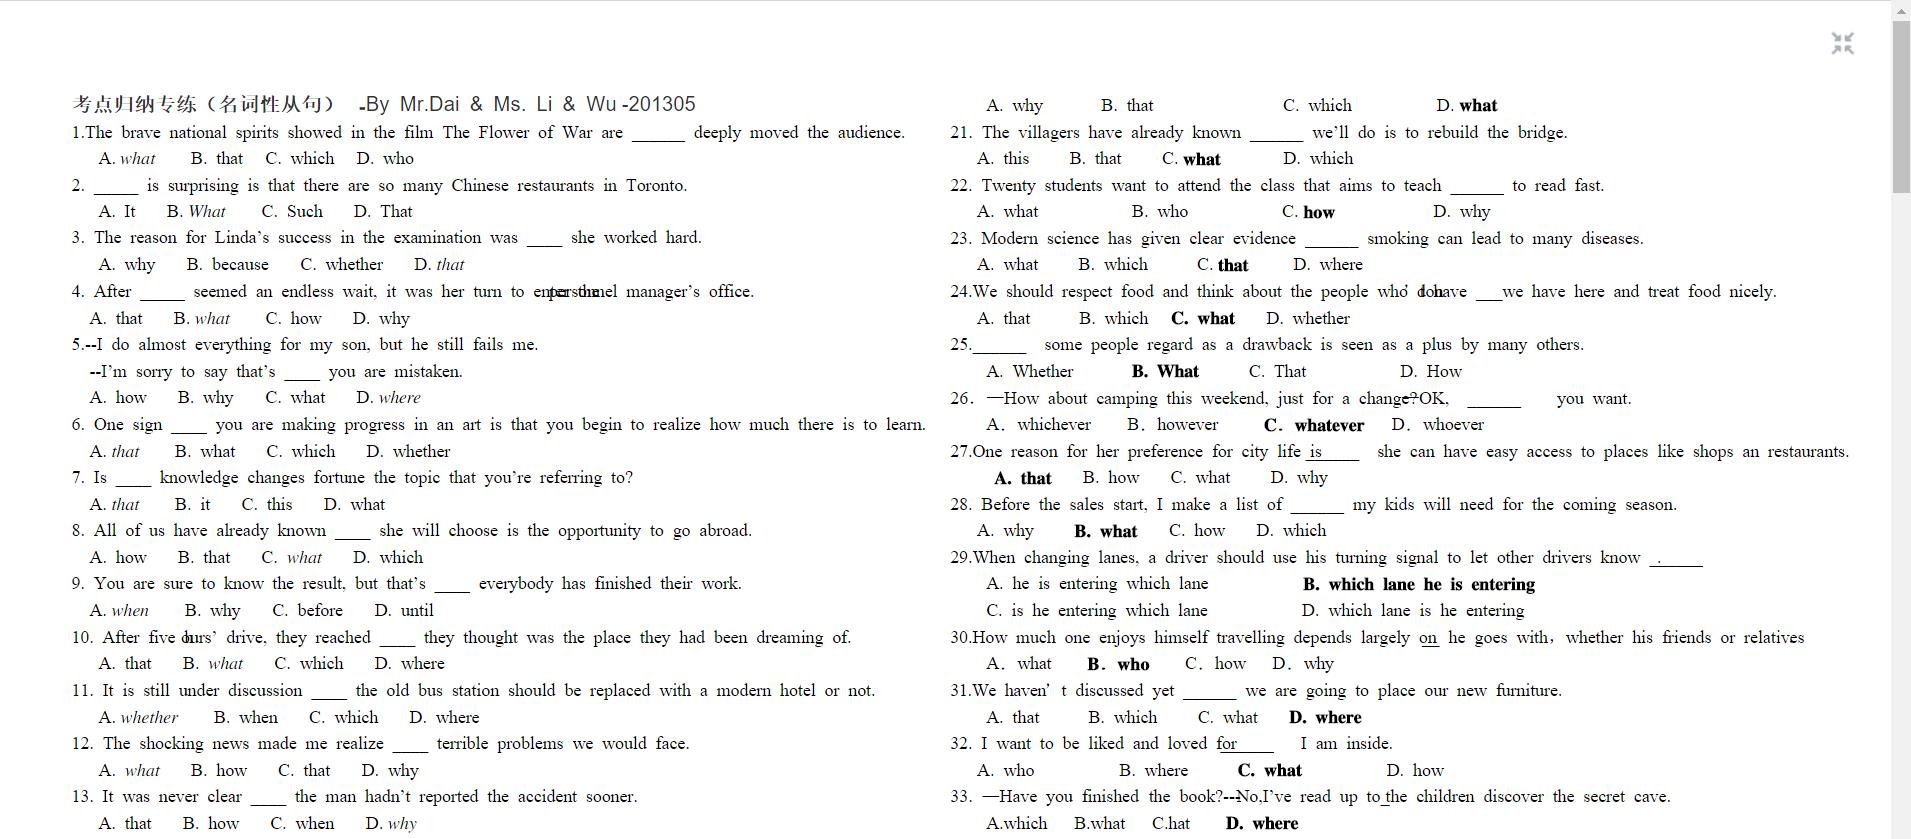 考点归纳专练（名词性从句） -By Mr.Dai & Ms. Li & Wu -201305
1.The brave national spirits showed in the film The Flower of War are ______ deeply moved the audience.
A. what B. that C. which D. who
2. _____ is surprising is that there are so many Chinese restaurants in Toronto.
A. It B. What C. Such D. That
3. The reason for Linda's success in the examination was ____ she worked hard.
A. why B. because C. whether D. that
4. After _____ seemed an endless wait, it was her turn to enter the personnel manager's office.
A. that B. what C. how D. why
5.--I do almost everything for my son, but he still fails me.
--I'm sorry to say that's ____ you are mistaken.
A. how B. why C. what D. where
6. One sign ____ you are making progress in an art is that you begin to realize how much there is to learn.
A. that B. what C. which D. whether
7. Is ____ knowledge changes fortune the topic that you're referring to?
A. that B. it C. this D. what
8. All of us have already known ____ she will choose is the opportunity to go abroad.
A. how B. that C. what D. which
9. You are sure to know the result, but that's ____ everybody has finished their work.
A. when B. why C. before D. until
10. After five hours' drive, they reached ____ they thought was the place they had been dreaming of.
A. that B. what C. which D. where
11. It is still under discussion ____ the old bus station should be replaced with a modern hotel or not.
A. whether B. when C. which D. where
12. The shocking news made me realize ____ terrible problems we would face.
A. what B. how C. that D. why
13. It was never clear ____ the man hadn't reported the accident sooner.
A. that B. how C. when D. why
A. why B. that C. which D. what
21. The villagers have already known ______ we'll do is to rebuild the bridge.
A. this B. that C. what D. which
22. Twenty students want to attend the class that aims to teach ______ to read fast.
A. what B. who C. how D. why
23. Modern science has given clear evidence ______ smoking can lead to many diseases.
A. what B. which C. that D. where
24.We should respect food and think about the people who don't have ___we have here and treat food nicely.
A. that B. which C. what D. whether
25.______ some people regard as a drawback is seen as a plus by many others.
A. Whether B. What C. That D. How
26. —How about camping this weekend, just for a change?—OK, ______ you want.
A. whichever B. however C. whatever D. whoever
27.One reason for her preference for city life is_____ she can have easy access to places like shops an restaurants.
A. that B. how C. what D. why
28. Before the sales start, I make a list of ______ my kids will need for the coming season.
A. why B. what C. how D. which
29.When changing lanes, a driver should use his turning signal to let other drivers know _.____
A. he is entering which lane B. which lane he is entering
C. is he entering which lane D. which lane is he entering
30.How much one enjoys himself travelling depends largely on he goes with，whether his friends or relatives
A. what B. who C. how D. why
31.We haven' t discussed yet ______ we are going to place our new furniture.
A. that B. which C. what D. where
32. I want to be liked and loved for____ I am inside.
A. who B. where C. what D. how
33. —Have you finished the book?--No,I've read up to_the children discover the secret cave.
A.which B.what C.hat D. where